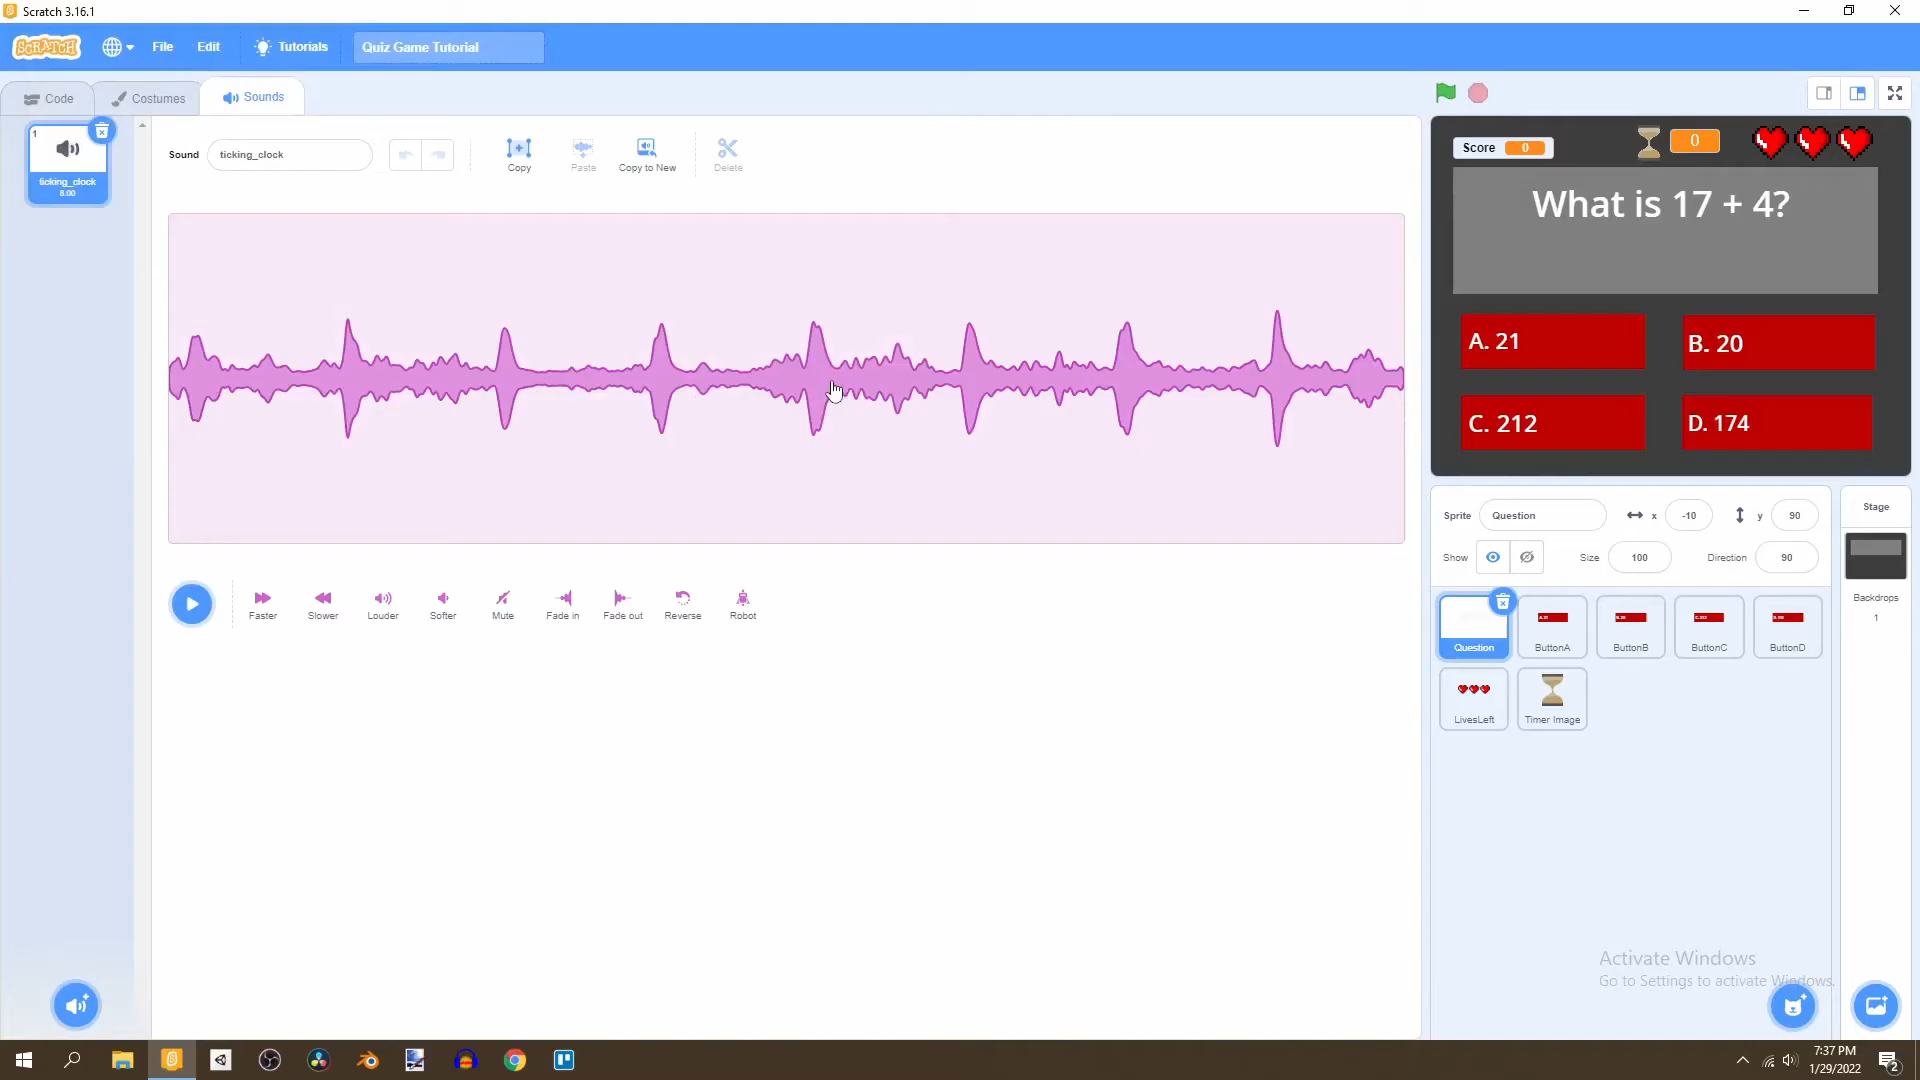 Scratch 3.16.1
SCRATCH File Edit Tutorials Quiz Game Tutorial
Code Costumes Sounds
1
ticking_clock
8.00
Sound ticking_clock
Copy Paste Copy to New Delete
Faster Slower Louder Softer Mute Fade in Fade out Reverse Robot
Score 0 0
What is 17 + 4?
A. 21 B. 20
C. 212 D. 174
Sprite Question x -10 y 90
Show Size 100 Direction 90
Stage
Backdrops
1
Question ButtonA ButtonB ButtonC ButtonD
LivesLeft Timer Image
Activate Windows
Go to Settings to activate Windows.
7:37 PM
1/29/2022
2